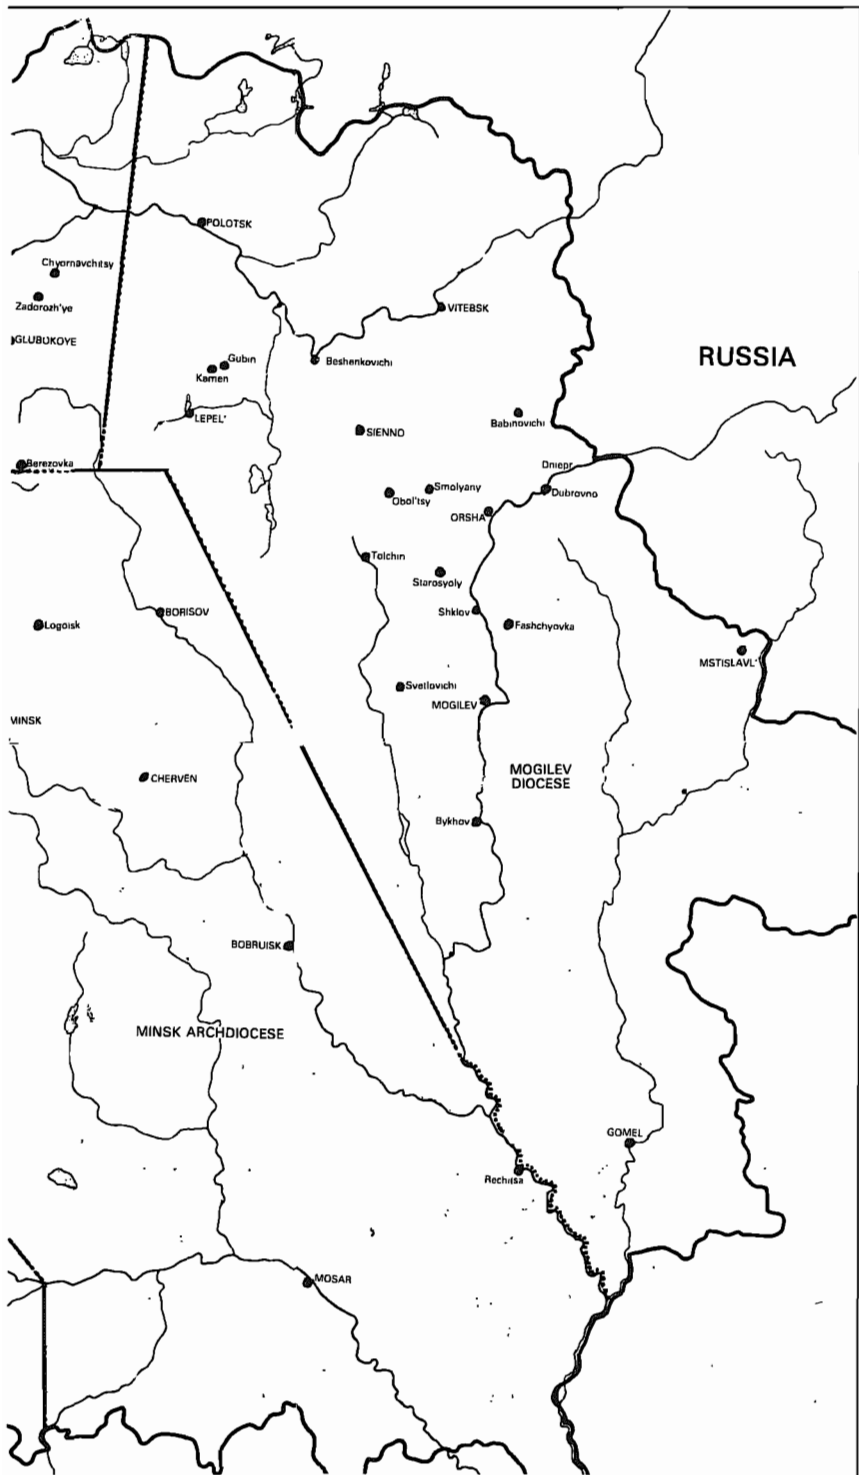 POLOTSK
Chyornavchitsy
Zadorozh'ye
VITEBSK
GLUBOKOYE
RUSSIA
Gubin
Beshenkovichi
Kamen
LEPEL'
Babinovichi
SIENNO
Berezovka
Dniepr
Smolyany
Obol'tsy
Dubrovno
ORSHA
Tolchin
Starosyoly
BORISOV
Shklov
Logoisk
Fashchyovka
MSTISLAVL'
Svetlovichi
MOGILEV
MINSK
CHERVEN
MOGILEV
DIOCESE
Bykhov
BOBRUISK
MINSK ARCHDIOCESE
GOMEL
Rechitsa
MOSAR